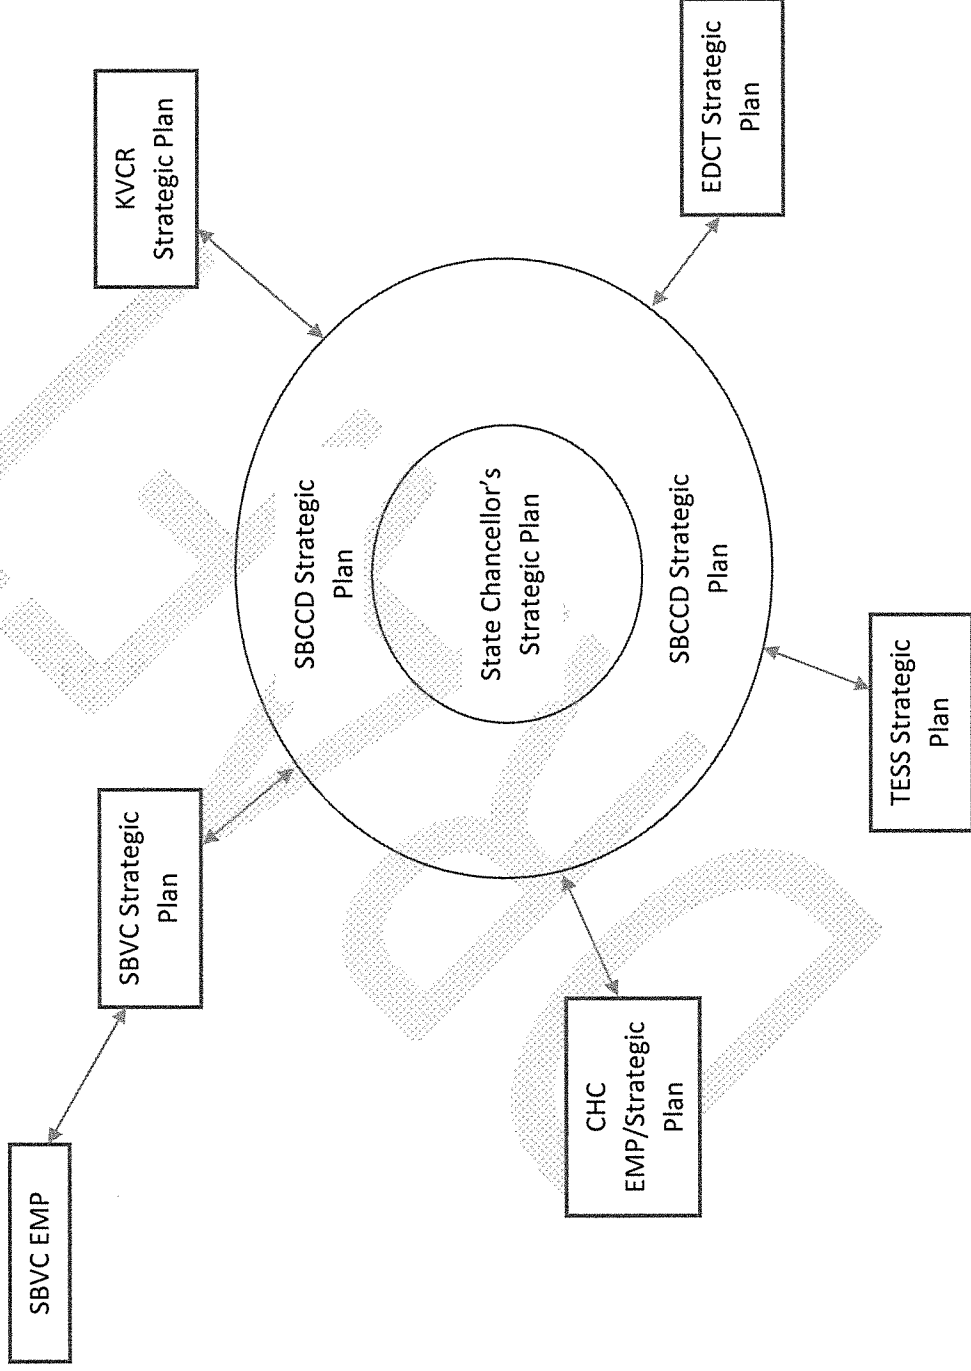 SBVC EMP
SBVC Strategic
Plan
KVCR
Strategic Plan
SBCCD Strategic
Plan
State Chancellor's
Strategic Plan
SBCCD Strategic
Plan
CHC
EMP/Strategic
Plan
EDCT Strategic
Plan
TESS Strategic
Plan
DRAFT